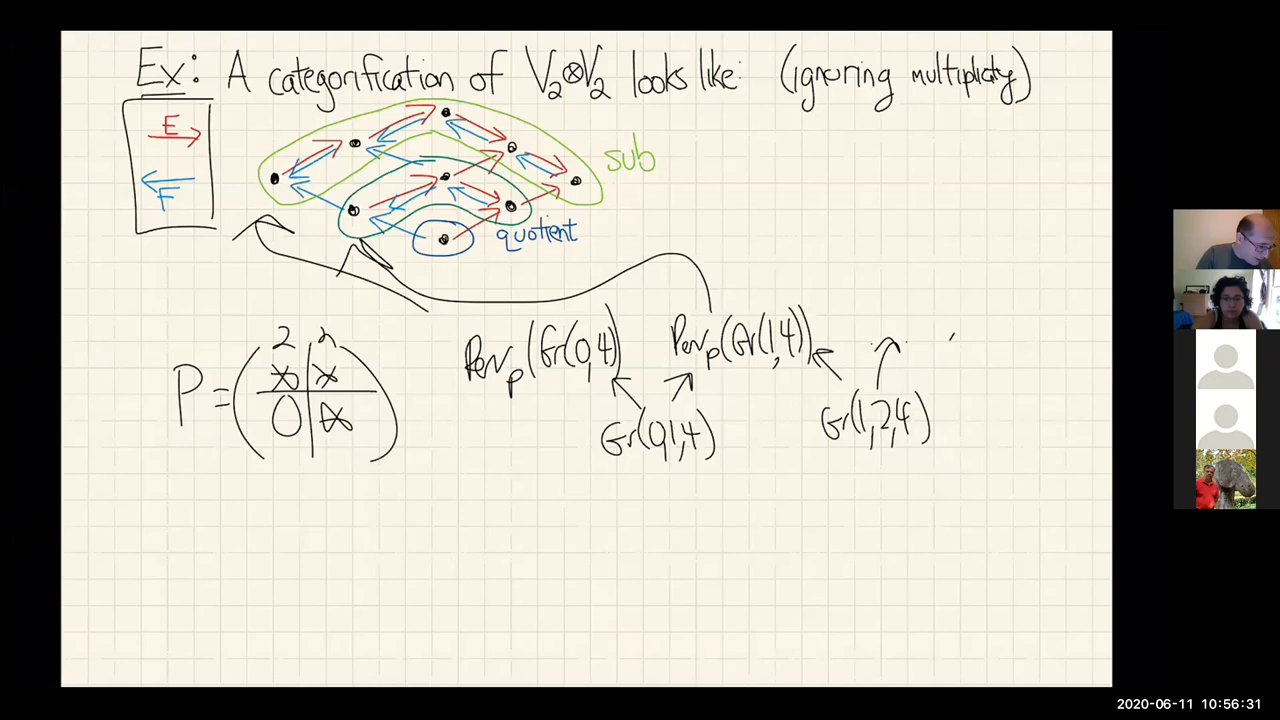 Ex: A categorification of V₂⊗V₂ looks like: (ignoring multiplicity)
E
F
sub
quotient
P = ( 2 2
x | x
0 | x )
Perv_p(Gr(0,4)) Perv_p(Gr(1,4))
Gr(0,1,4) Gr(1,2,4)
2020-06-11 10:56:31